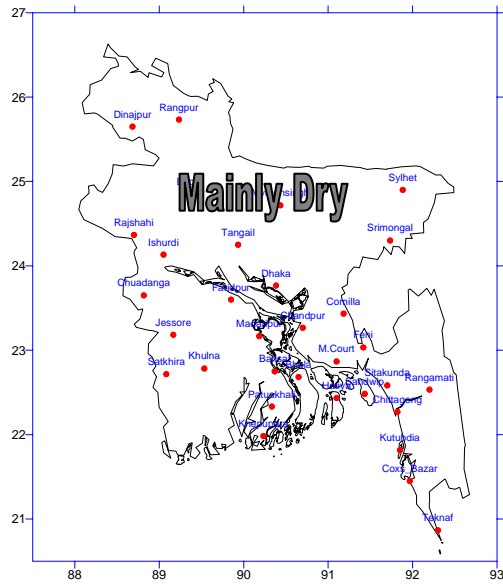 27
26
25
24
23
22
21
88
89
90
91
92
93
Dinajpur
Rangpur
Mainly Dry
Sylhet
Rajshahi
Ishurdi
Tangail
Srimongal
Chuadanga
Faridpur
Dhaka
Comilla
Jessore
Madaripur
Chandpur
Feni
M.Court
Satkhira
Khulna
Barisal
Bhola
Sitakunda
Rangamati
Hatiya
Sandwip
Chittagong
Patuakhali
Khepupara
Kutubdia
Coxs_Bazar
Teknaf